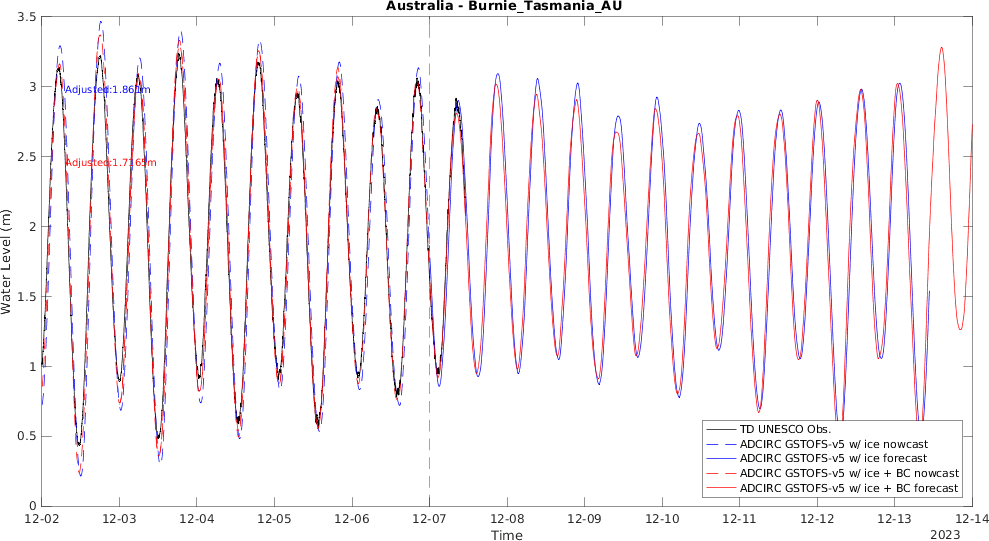 Australia - Burnie_Tasmania_AU
3.5
3
2.5
2
1.5
1
0.5
0
Water Level (m)
Adjusted:1.861m
Adjusted:1.7165m
TD UNESCO Obs.
ADCIRC GSTOFS-v5 w/ ice nowcast
ADCIRC GSTOFS-v5 w/ ice forecast
ADCIRC GSTOFS-v5 w/ ice + BC nowcast
ADCIRC GSTOFS-v5 w/ ice + BC forecast
12-02 12-03 12-04 12-05 12-06 12-07 12-08 12-09 12-10 12-11 12-12 12-13 12-14
Time
2023